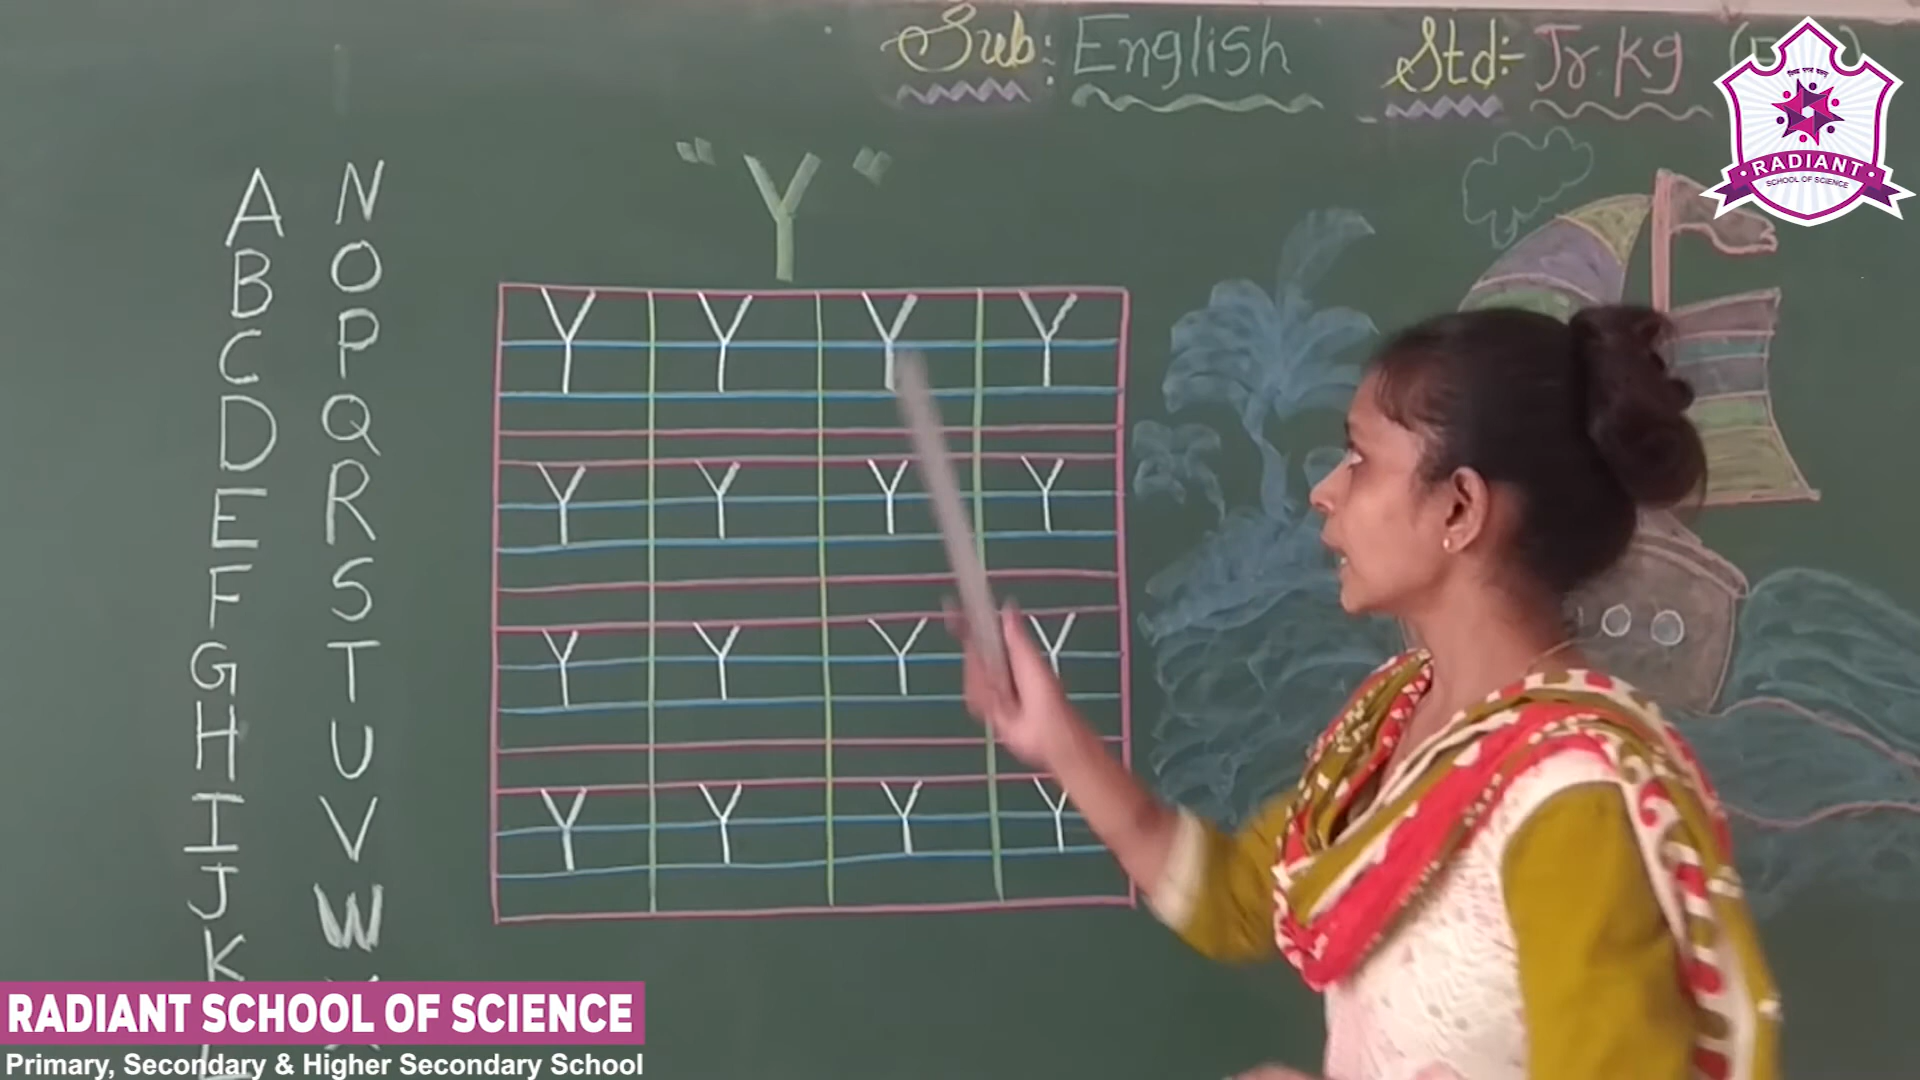 Sub: English Std:- Jr. Kg
RADIANT
SCHOOL OF SCIENCE
"Y"
A N
B O
C P
D Q
E R
F S
G T
H U
I V
J W
K
Y Y Y Y
Y Y Y Y
Y Y Y Y
Y Y Y Y
RADIANT SCHOOL OF SCIENCE
Primary, Secondary & Higher Secondary School